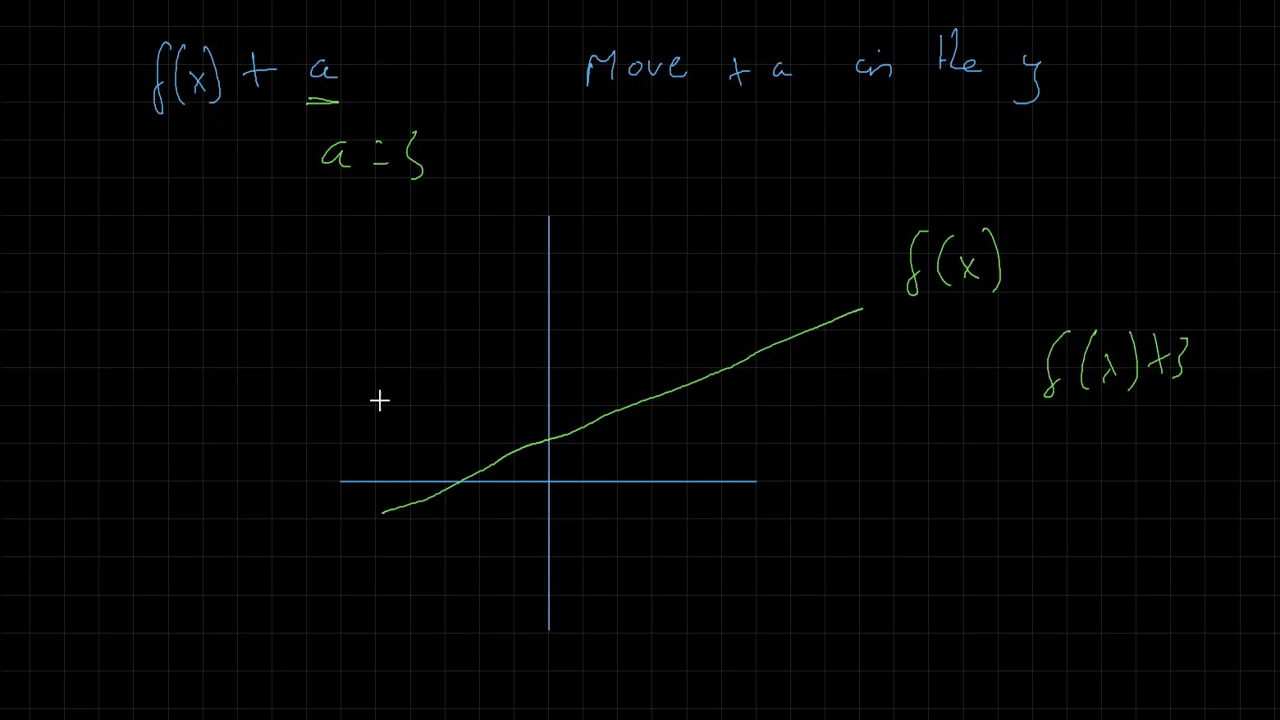 f(x) + a
Move + a in the y
a = 3
f(x)
f(x)+3